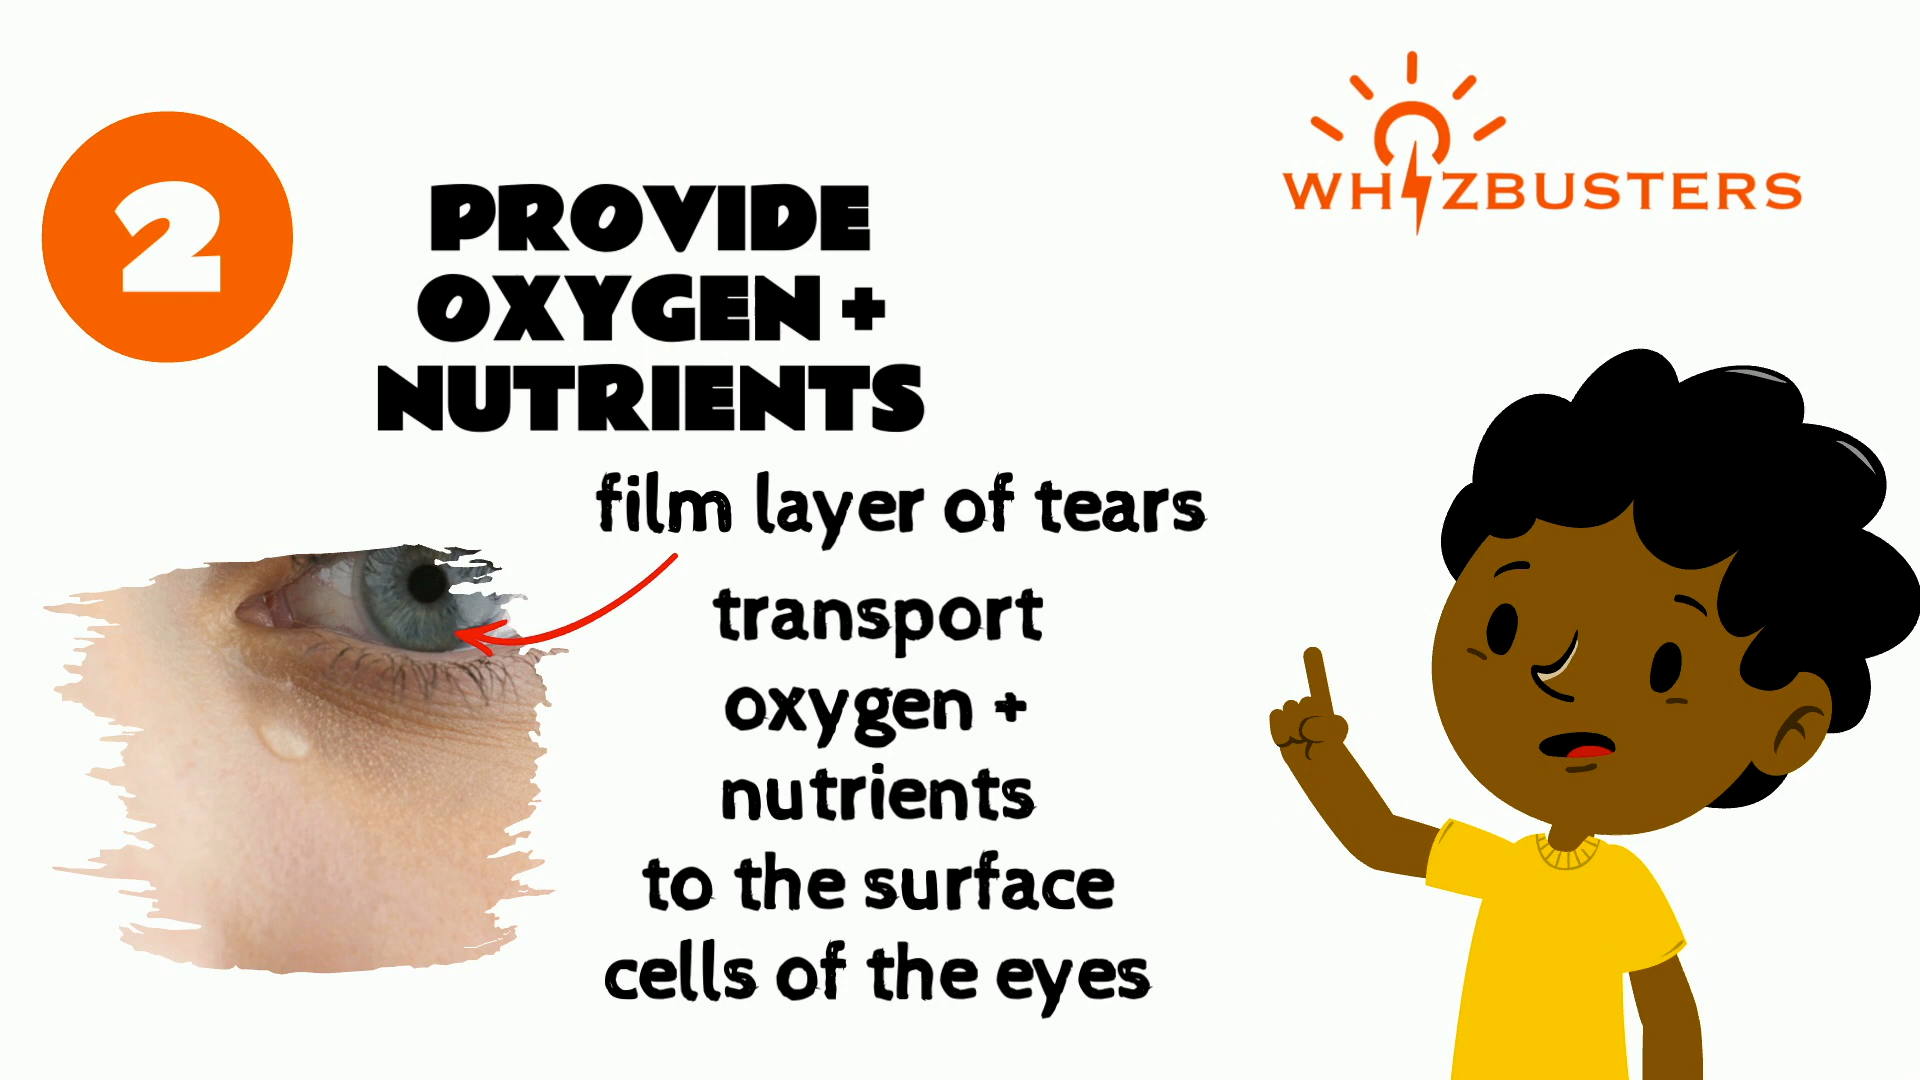 WHIZBUSTERS
2
PROVIDE
OXYGEN +
NUTRIENTS
film layer of tears
transport
oxygen +
nutrients
to the surface
cells of the eyes